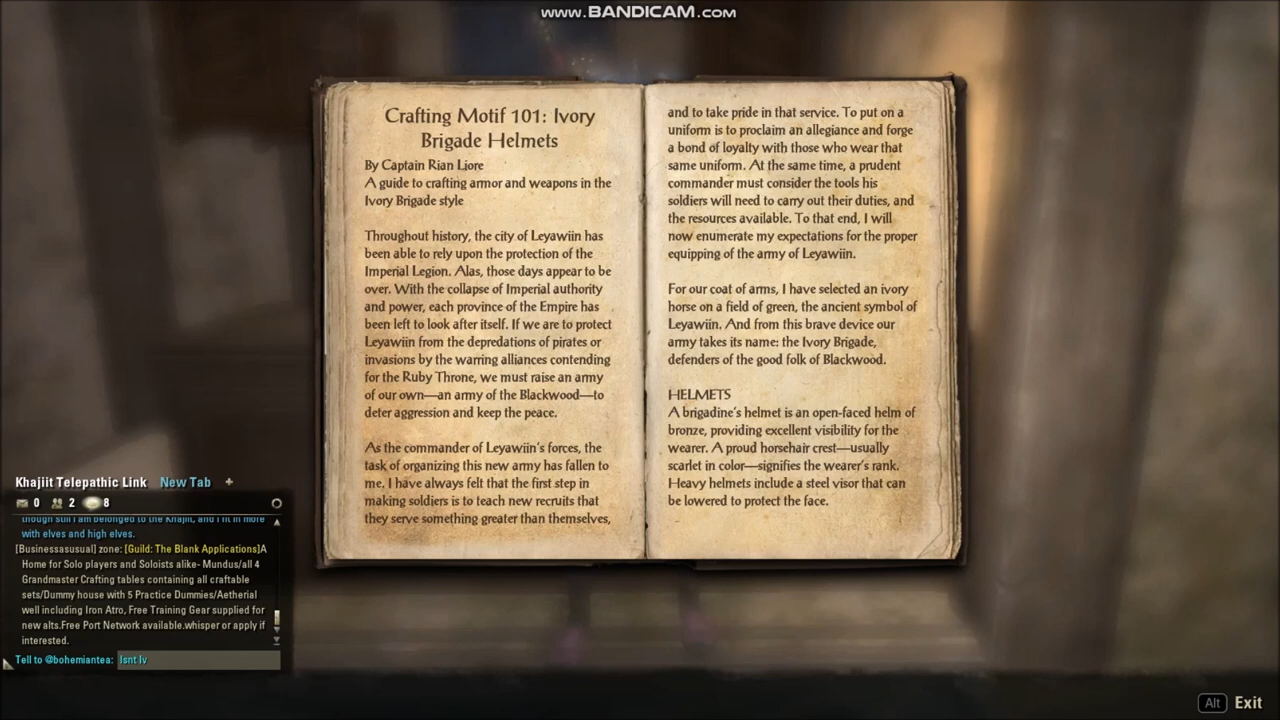 www.BANDICAM.com
Crafting Motif 101: Ivory
Brigade Helmets
By Captain Rian Liore
A guide to crafting armor and weapons in the
Ivory Brigade style
Throughout history, the city of Leyawiin has
been able to rely upon the protection of the
Imperial Legion. Alas, those days appear to be
over. With the collapse of Imperial authority
and power, each province of the Empire has
been left to look after itself. If we are to protect
Leyawiin from the depredations of pirates or
invasions by the warring alliances contending
for the Ruby Throne, we must raise an army
of our own—an army of the Blackwood—to
deter aggression and keep the peace.
As the commander of Leyawiin's forces, the
task of organizing this new army has fallen to
me. I have always felt that the first step in
making soldiers is to teach new recruits that
they serve something greater than themselves,
and to take pride in that service. To put on a
uniform is to proclaim an allegiance and forge
a bond of loyalty with those who wear that
same uniform. At the same time, a prudent
commander must consider the tools his
soldiers will need to carry out their duties, and
the resources available. To that end, I will
now enumerate my expectations for the proper
equipping of the army of Leyawiin.
For our coat of arms, I have selected an ivory
horse on a field of green, the ancient symbol of
Leyawiin. And from this brave device our
army takes its name: the Ivory Brigade,
defenders of the good folk of Blackwood.
HELMETS
A brigadine's helmet is an open-faced helm of
bronze, providing excellent visibility for the
wearer. A proud horsehair crest—usually
scarlet in color—signifies the wearer's rank.
Heavy helmets include a steel visor that can
be lowered to protect the face.
Khajiit Telepathic Link New Tab +
0 2 8
though still I am belonged to the Khajiit, and I fit in more
with elves and high elves.
[Businessasusual] zone: [Guild: The Blank Applications]A
Home for Solo players and Soloists alike- Mundus/all 4
Grandmaster Crafting tables containing all craftable
sets/Dummy house with 5 Practice Dummies/Aetherial
well including Iron Atro, Free Training Gear supplied for
new alts.Free Port Network available.whisper or apply if
interested.
Tell to @bohemiantea: Isnt Iv
Alt Exit